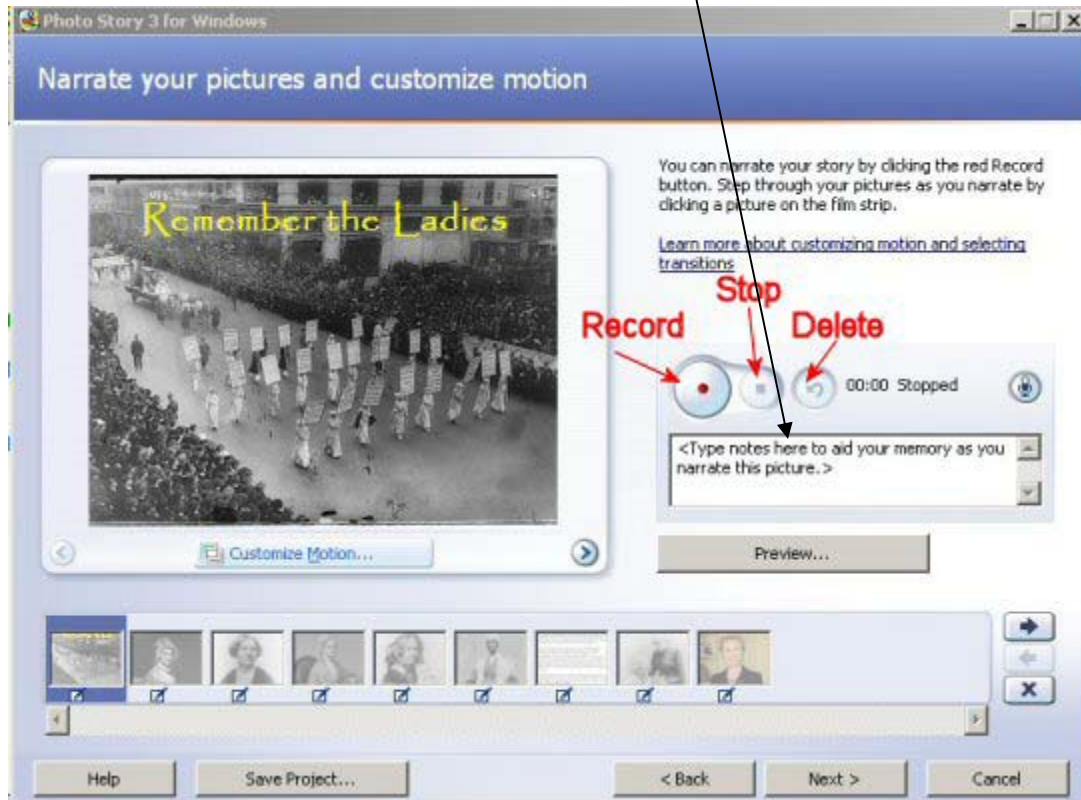 Photo Story 3 for Windows
Narrate your pictures and customize motion
Remember the Ladies
You can narrate your story by clicking the red Record
button. Step through your pictures as you narrate by
clicking a picture on the film strip.
Learn more about customizing motion and selecting
transitions
Stop
Record
Delete
00:00 Stopped
<Type notes here to aid your memory as you
narrate this picture.>
Customize Motion...
Preview...
Help
Save Project...
< Back
Next >
Cancel